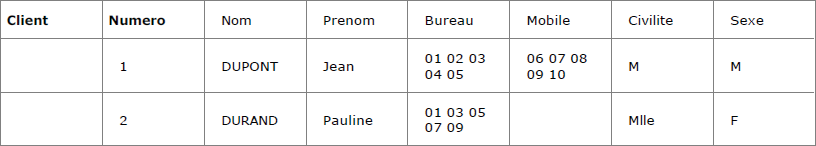 Client Numero Nom Prenom Bureau Mobile Civilite Sexe
1 DUPONT Jean 01 02 03 04 05 06 07 08 09 10 M M
2 DURAND Pauline 01 03 05 07 09 Mlle F